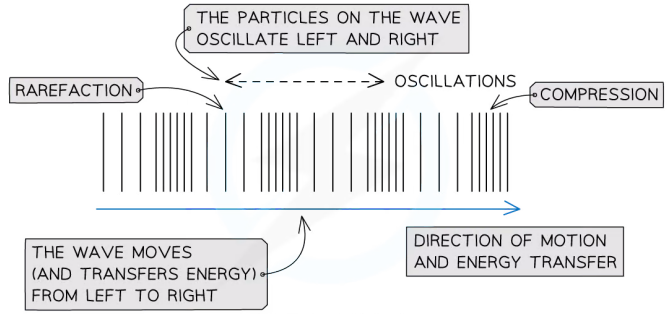 THE PARTICLES ON THE WAVE
OSCILLATE LEFT AND RIGHT
OSCILLATIONS
RAREFACTION
COMPRESSION
THE WAVE MOVES
(AND TRANSFERS ENERGY)
FROM LEFT TO RIGHT
DIRECTION OF MOTION
AND ENERGY TRANSFER